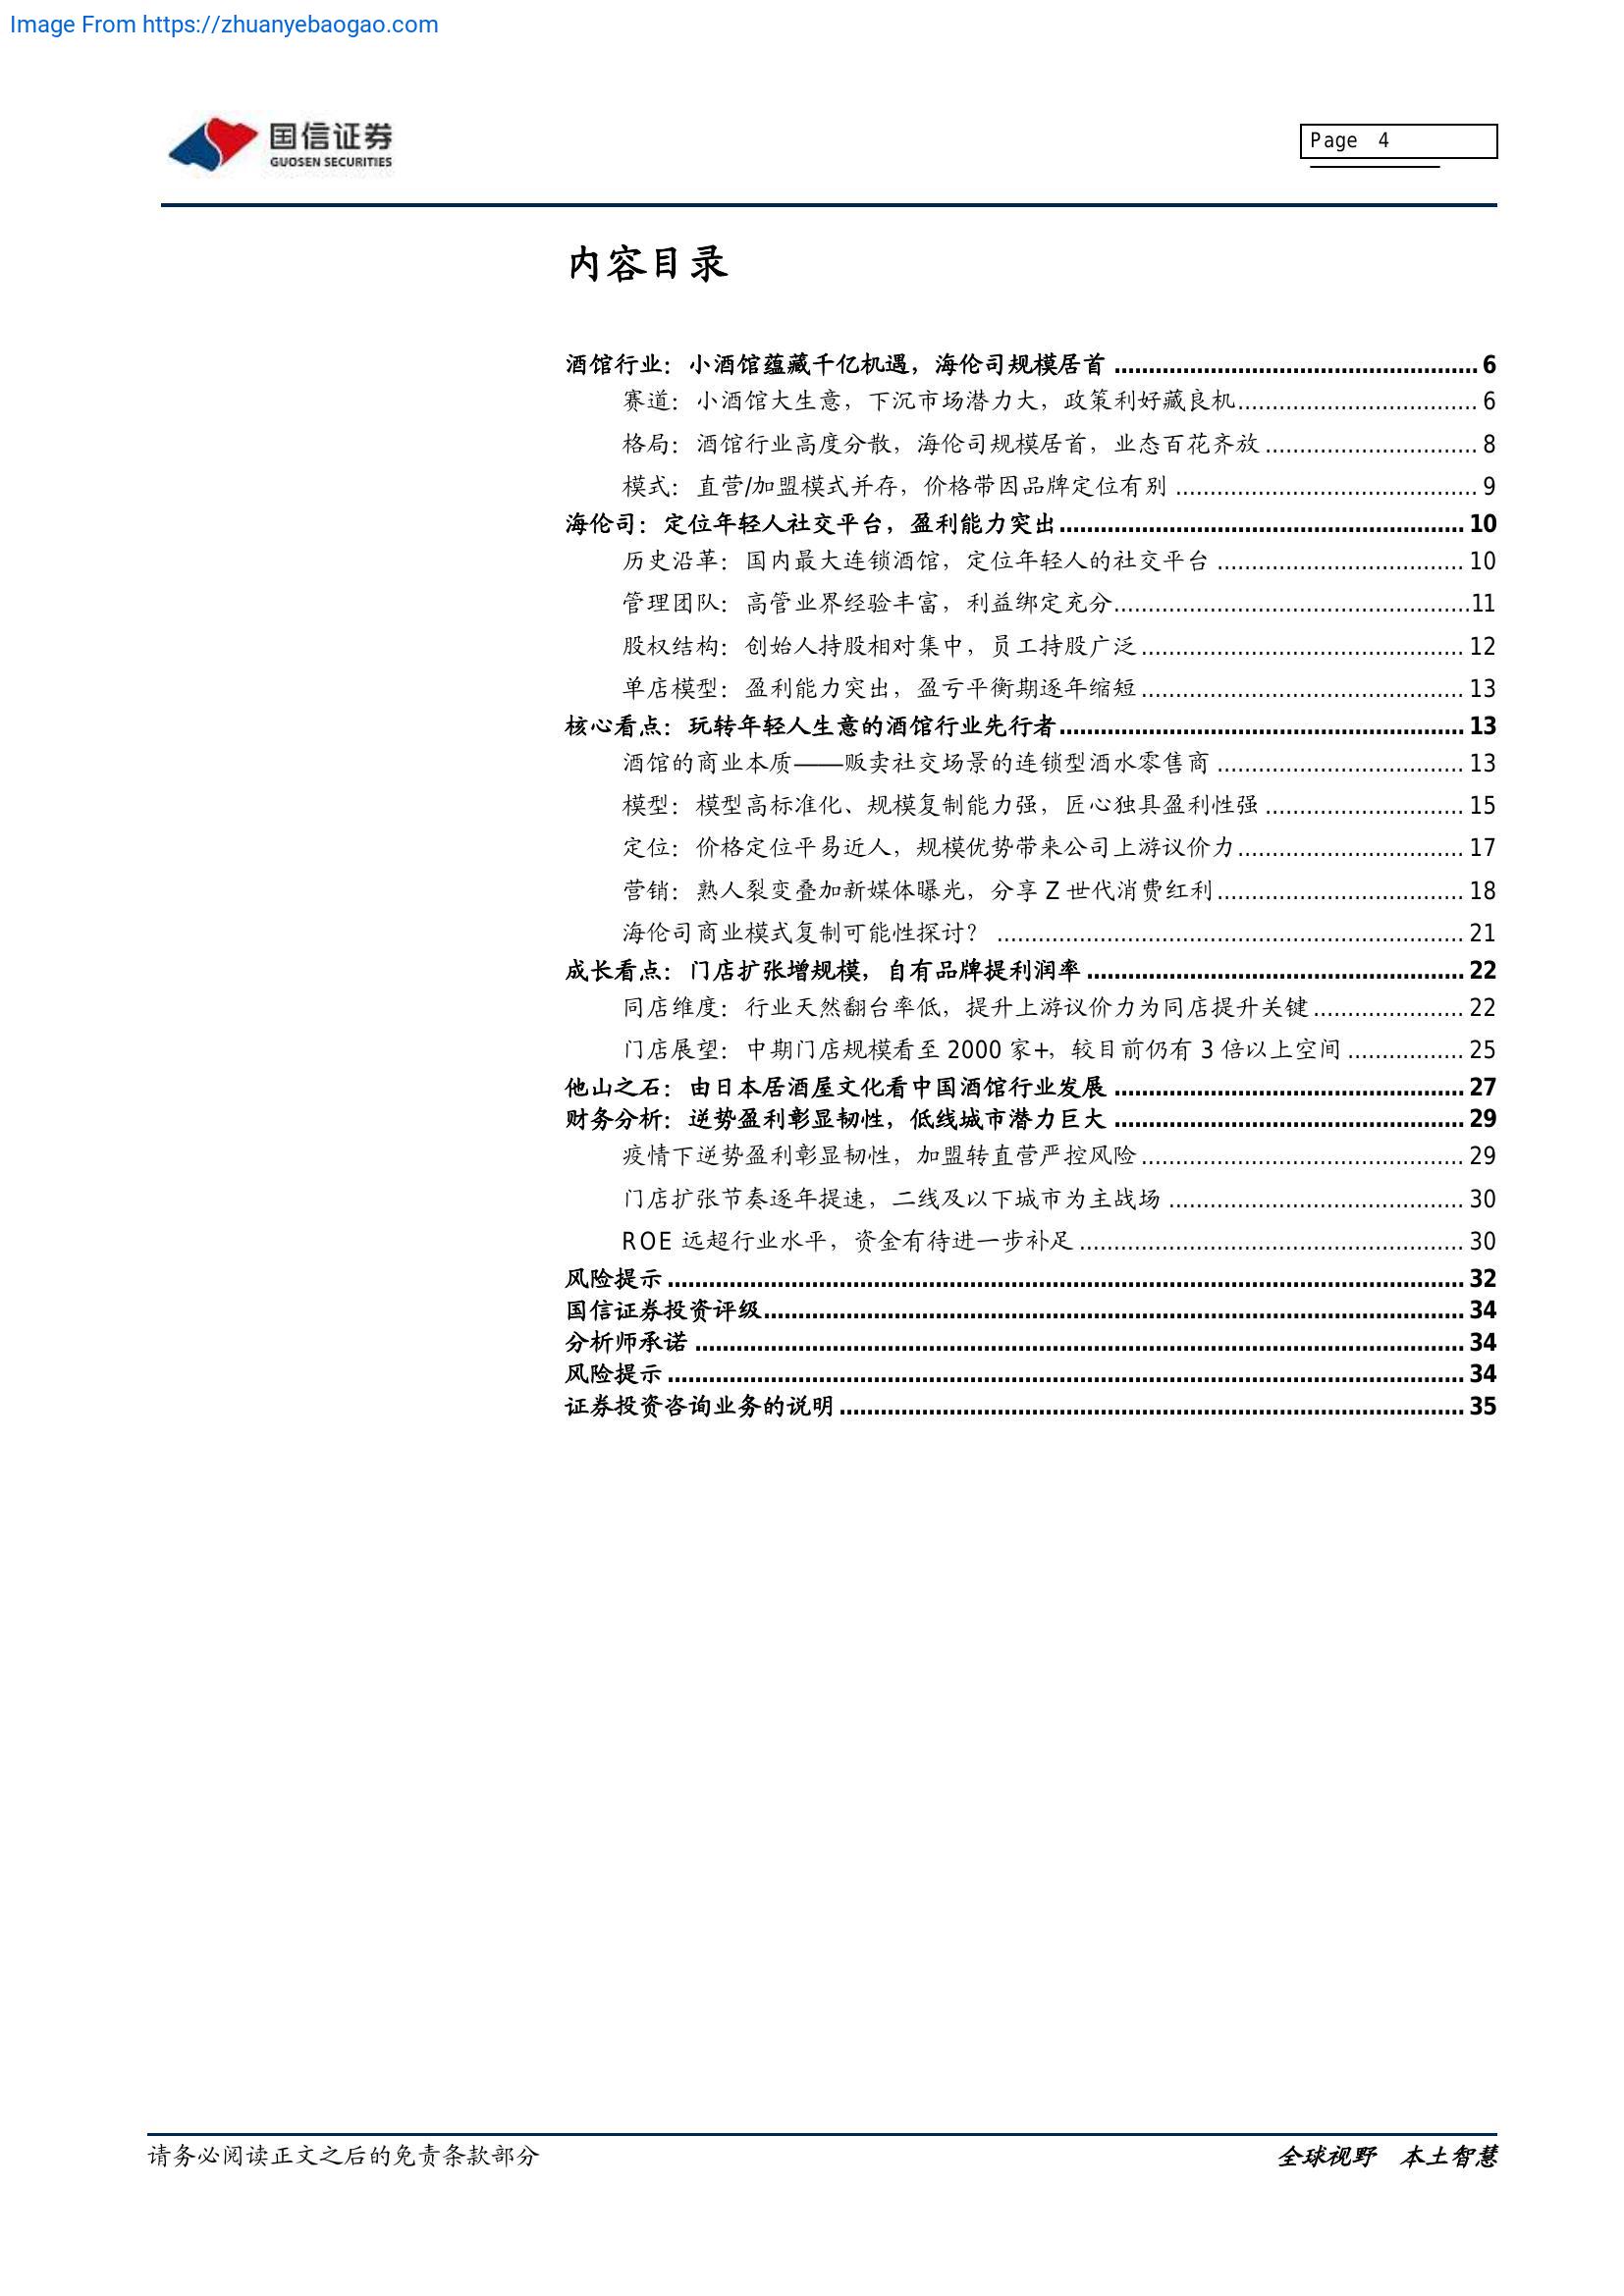 Image From https://zhuanyebaogao.com
国信证券
GUOSEN SECURITIES
Page 4
内容目录
酒馆行业：小酒馆蕴藏千亿机遇，海伦司规模居首 ..... 6
赛道：小酒馆大生意，下沉市场潜力大，政策利好藏良机 ..... 6
格局：酒馆行业高度分散，海伦司规模居首，业态百花齐放 ..... 8
模式：直营/加盟模式并存，价格带因品牌定位有别 ..... 9
海伦司：定位年轻人社交平台，盈利能力突出 ..... 10
历史沿革：国内最大连锁酒馆，定位年轻人的社交平台 ..... 10
管理团队：高管业界经验丰富，利益绑定充分 ..... 11
股权结构：创始人持股相对集中，员工持股广泛 ..... 12
单店模型：盈利能力突出，盈亏平衡期逐年缩短 ..... 13
核心看点：玩转年轻人生意的酒馆行业先行者 ..... 13
酒馆的商业本质——贩卖社交场景的连锁型酒水零售商 ..... 13
模型：模型高标准化、规模复制能力强，匠心独具盈利性强 ..... 15
定位：价格定位平易近人，规模优势带来公司上游议价力 ..... 17
营销：熟人裂变叠加新媒体曝光，分享 Z 世代消费红利 ..... 18
海伦司商业模式复制可能性探讨？ ..... 21
成长看点：门店扩张增规模，自有品牌提利润率 ..... 22
同店维度：行业天然翻台率低，提升上游议价力为同店提升关键 ..... 22
门店展望：中期门店规模看至 2000 家+，较目前仍有 3 倍以上空间 ..... 25
他山之石：由日本居酒屋文化看中国酒馆行业发展 ..... 27
财务分析：逆势盈利彰显韧性，低线城市潜力巨大 ..... 29
疫情下逆势盈利彰显韧性，加盟转直营严控风险 ..... 29
门店扩张节奏逐年提速，二线及以下城市为主战场 ..... 30
ROE 远超行业水平，资金有待进一步补足 ..... 30
风险提示 ..... 32
国信证券投资评级 ..... 34
分析师承诺 ..... 34
风险提示 ..... 34
证券投资咨询业务的说明 ..... 35
请务必阅读正文之后的免责条款部分
全球视野 本土智慧